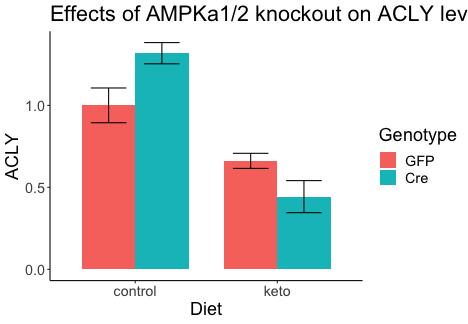 Effects of AMPKa1/2 knockout on ACLY lev
ACLY
1.0
0.5
0.0
control
keto
Diet
Genotype
GFP
Cre